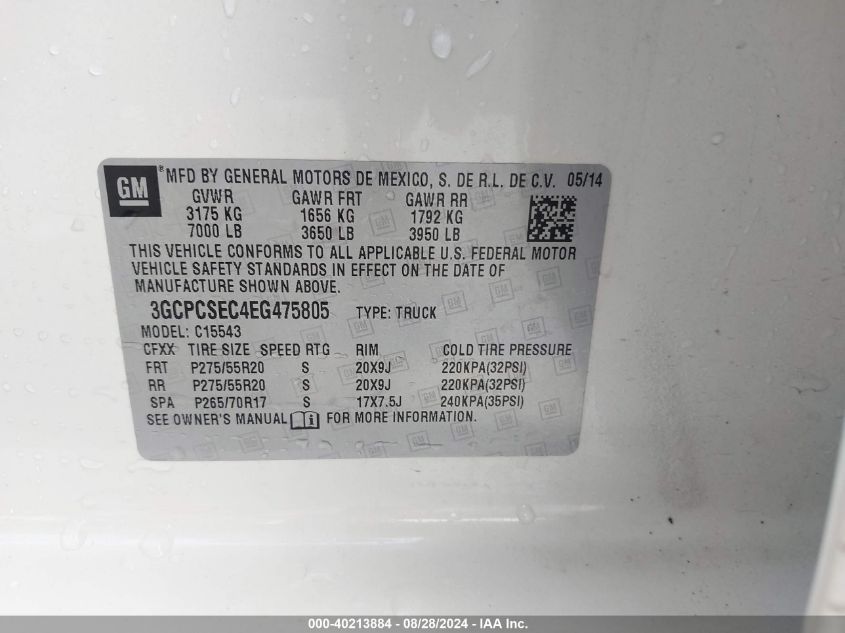 GM ® MFD BY GENERAL MOTORS DE MEXICO, S. DE R.L. DE C.V. 05/14
GVWR GAWR FRT GAWR RR
3175 KG 1656 KG 1792 KG
7000 LB 3650 LB 3950 LB
THIS VEHICLE CONFORMS TO ALL APPLICABLE U.S. FEDERAL MOTOR
VEHICLE SAFETY STANDARDS IN EFFECT ON THE DATE OF
MANUFACTURE SHOWN ABOVE.
3GCPCSEC4EG475805 TYPE: TRUCK
MODEL: C15543
CFXX TIRE SIZE SPEED RTG RIM COLD TIRE PRESSURE
FRT P275/55R20 S 20X9J 220KPA(32PSI)
RR P275/55R20 S 20X9J 220KPA(32PSI)
SPA P265/70R17 S 17X7.5J 240KPA(35PSI)
SEE OWNER'S MANUAL FOR MORE INFORMATION.
000-40213884 - 08/28/2024 - IAA Inc.